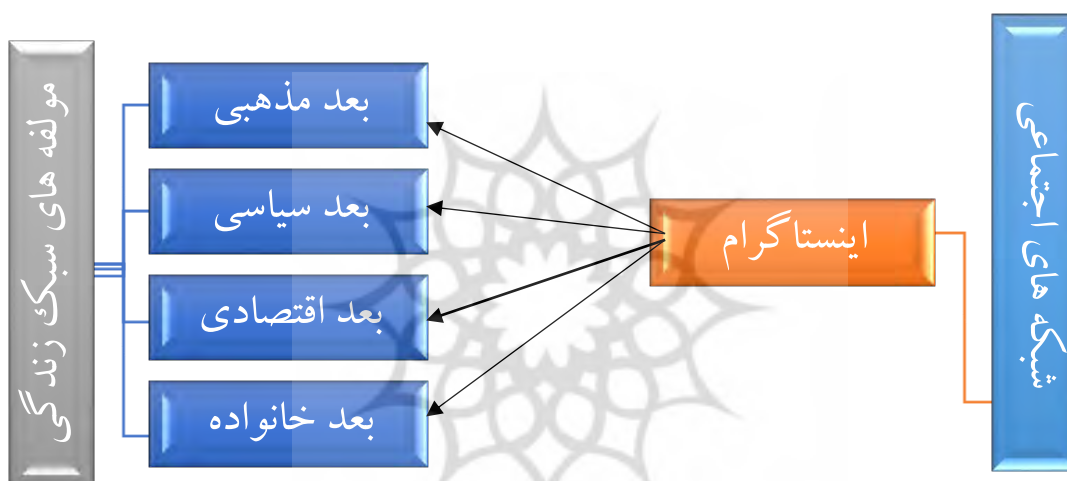 شبکه های اجتماعی
اینستاگرام
بعد مذهبی
بعد سیاسی
بعد اقتصادی
بعد خانواده
مولفه های سبک زندگی